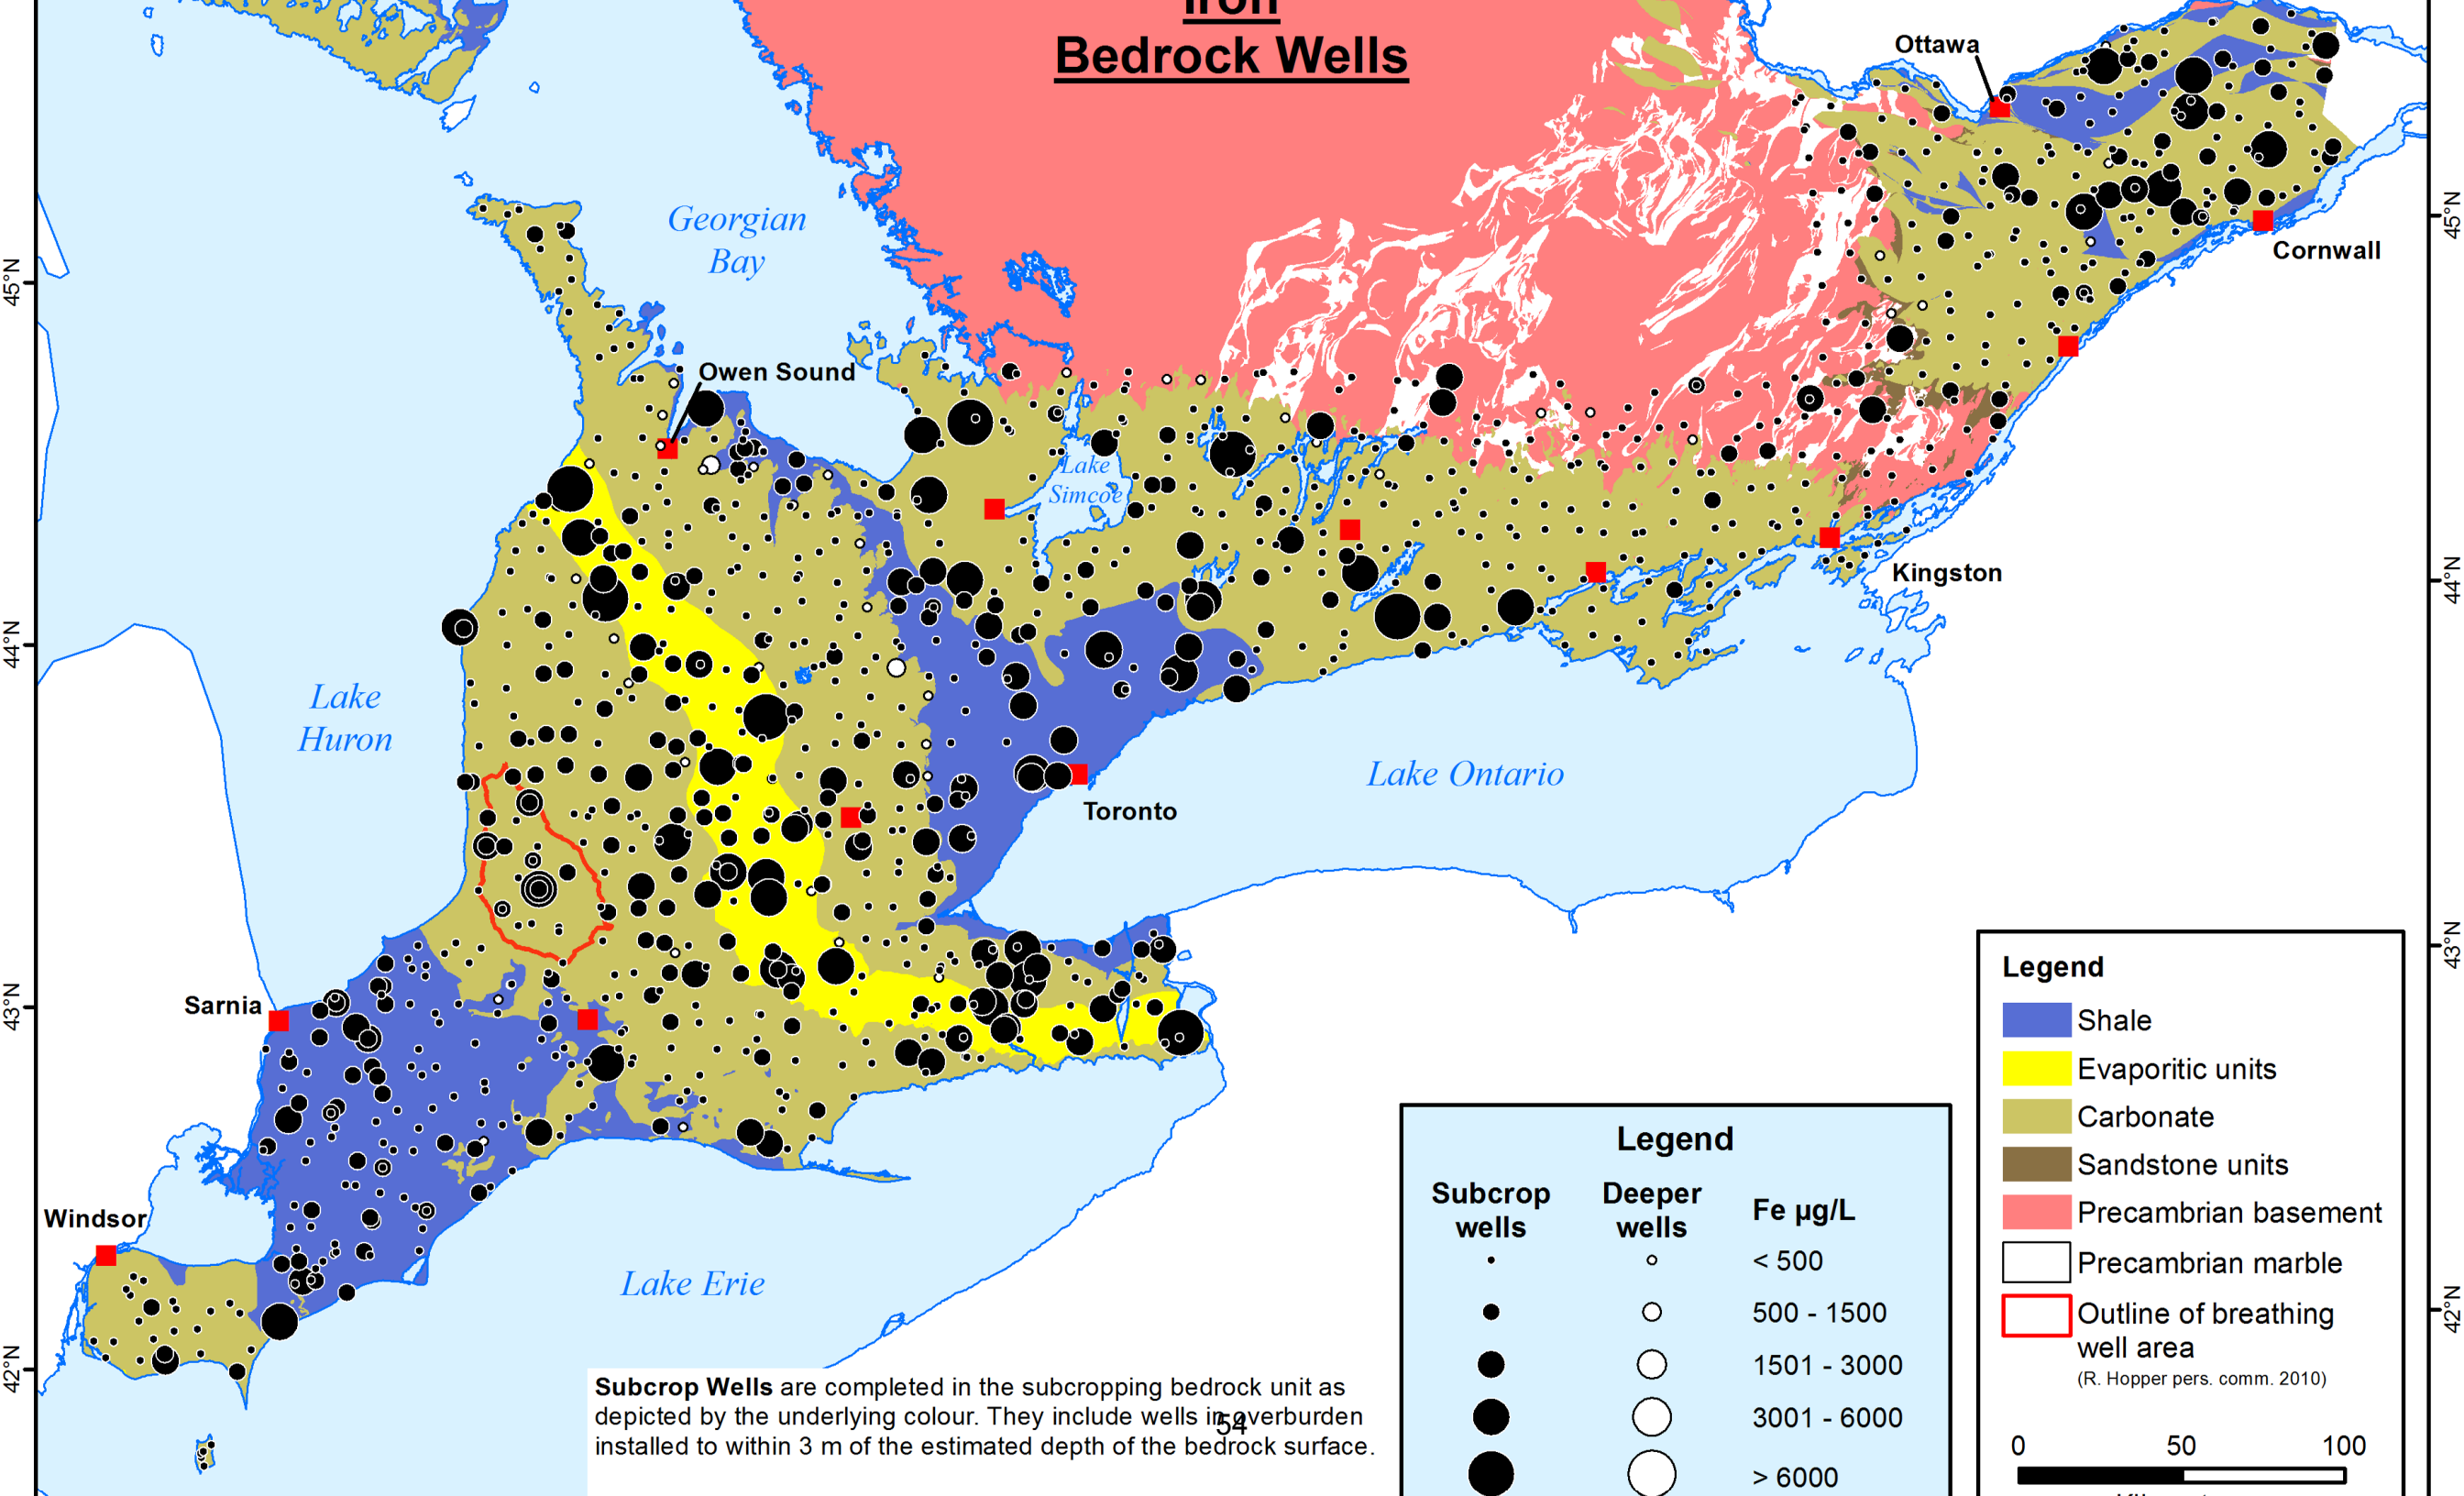 Iron
Bedrock Wells
Ottawa
Georgian
Bay
Cornwall
45°N
45°N
Owen Sound
Lake
Simcoe
Kingston
44°N
44°N
Lake
Huron
Lake Ontario
Toronto
43°N
43°N
Sarnia
Windsor
Lake Erie
42°N
42°N
Subcrop Wells are completed in the subcropping bedrock unit as
depicted by the underlying colour. They include wells in overburden
installed to within 3 m of the estimated depth of the bedrock surface.
54
Legend
Subcrop wells
Deeper wells
Fe µg/L
< 500
500 - 1500
1501 - 3000
3001 - 6000
> 6000
Legend
Shale
Evaporitic units
Carbonate
Sandstone units
Precambrian basement
Precambrian marble
Outline of breathing
well area
(R. Hopper pers. comm. 2010)
0 50 100